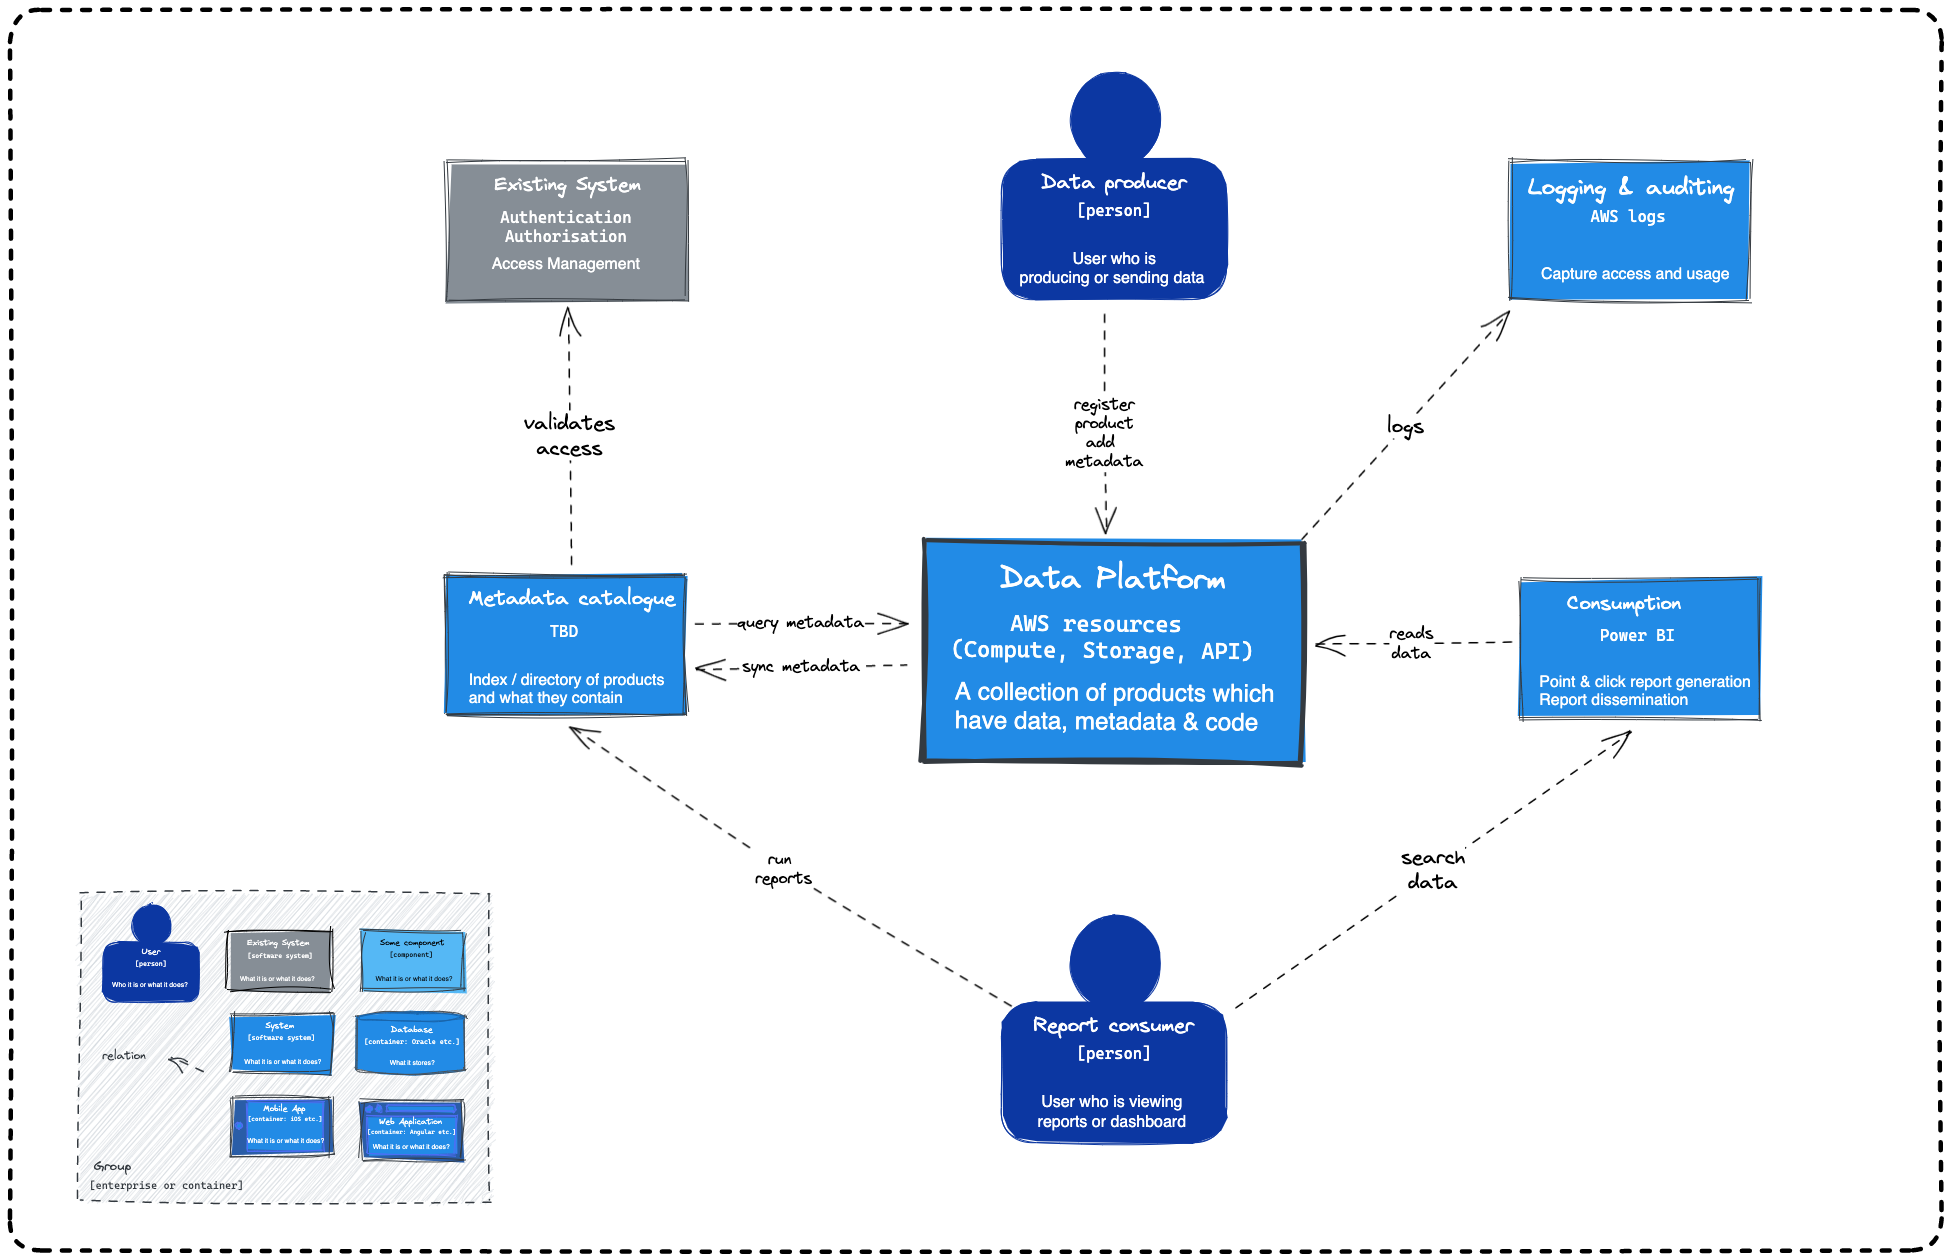 Existing System
Authentication
Authorisation
Access Management
Data producer
[person]
User who is
producing or sending data
Logging & auditing
AWS logs
Capture access and usage
validates
access
register
product
add
metadata
logs
Metadata catalogue
TBD
Index / directory of products
and what they contain
query metadata
sync metadata
Data Platform
AWS resources
(Compute, Storage, API)
A collection of products which
have data, metadata & code
reads
data
Consumption
Power BI
Point & click report generation
Report dissemination
run
reports
search
data
Report consumer
[person]
User who is viewing
reports or dashboard
User
[person]
Who it is or what it does?
Existing System
[software system]
What it is or what it does?
Some component
[component]
What it is or what it does?
relation
System
[software system]
What it is or what it does?
Database
[container: Oracle etc.]
What it stores?
Mobile App
[container: iOS etc.]
What it is or what it does?
Web Application
[container: Angular etc.]
What it is or what it does?
Group
[enterprise or container]